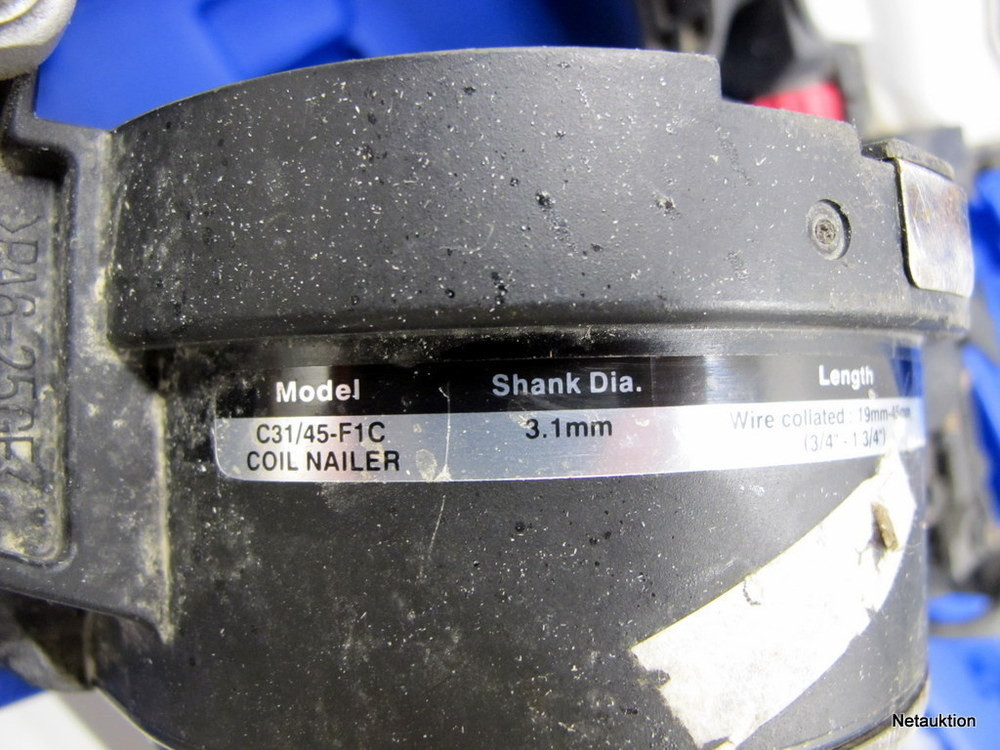 Model Shank Dia. Length
C31/45-F1C 3.1mm Wire collated : 19mm-45mm
COIL NAILER (3/4" - 1 3/4")
Netauktion